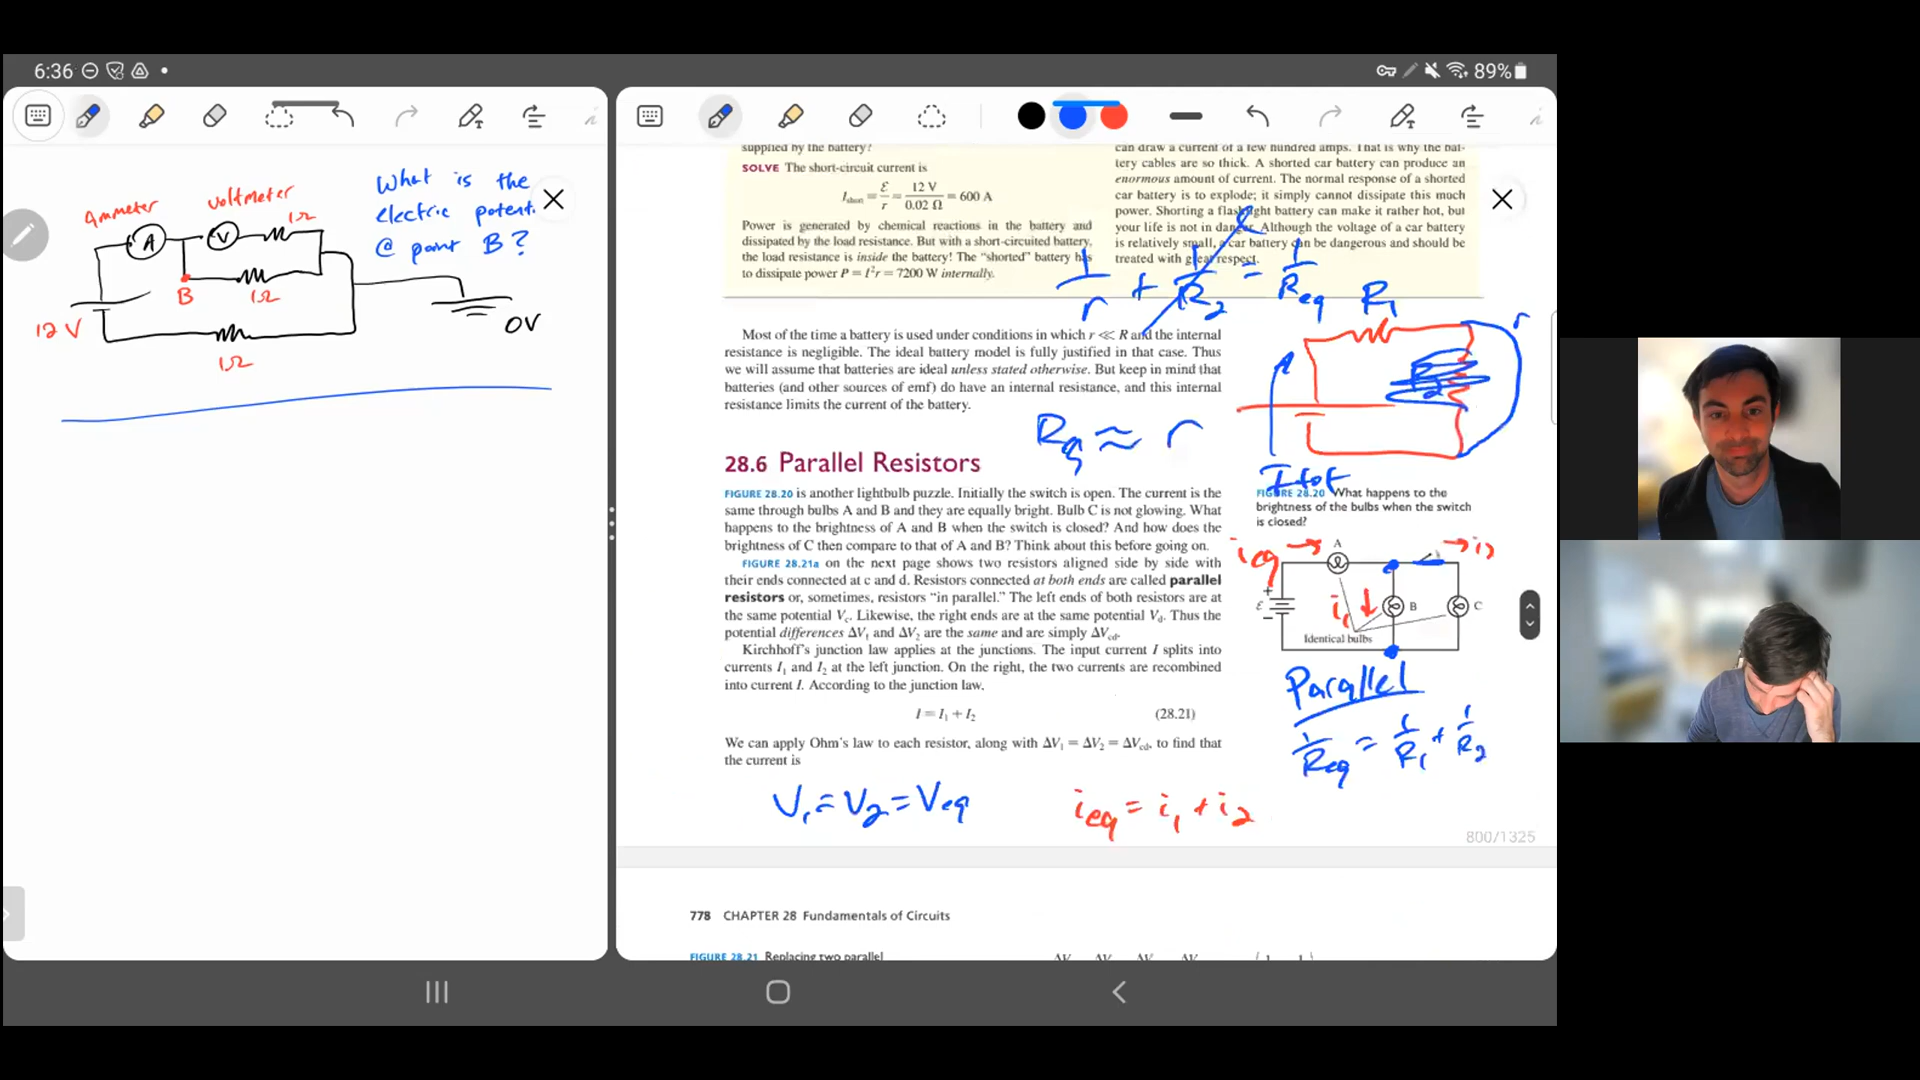 6:36
89%
Ammeter
voltmeter
1Ω
What is the
electric potent.
@ point B?
A
V
B
1Ω
12 V
0V
1Ω
supplied by the battery?
SOLVE The short-circuit current is
I short = ℰ/r = 12 V/0.02 Ω = 600 A
Power is generated by chemical reactions in the battery and
dissipated by the load resistance. But with a short-circuited battery,
the load resistance is inside the battery! The "shorted" battery has
to dissipate power P = I²r = 7200 W internally.
can draw a current of a few hundred amps. That is why the bat-
tery cables are so thick. A shorted car battery can produce an
enormous amount of current. The normal response of a shorted
car battery is to explode; it simply cannot dissipate this much
power. Shorting a flashlight battery can make it rather hot, but
your life is not in danger. Although the voltage of a car battery
is relatively small, a car battery can be dangerous and should be
treated with great respect.
1/r + 1/R2 = 1/Req
R1
r
Most of the time a battery is used under conditions in which r ≪ R and the internal
resistance is negligible. The ideal battery model is fully justified in that case. Thus
we will assume that batteries are ideal unless stated otherwise. But keep in mind that
batteries (and other sources of emf) do have an internal resistance, and this internal
resistance limits the current of the battery.
Req ≈ r
Itot
28.6 Parallel Resistors
FIGURE 28.20 is another lightbulb puzzle. Initially the switch is open. The current is the
same through bulbs A and B and they are equally bright. Bulb C is not glowing. What
happens to the brightness of A and B when the switch is closed? And how does the
brightness of C then compare to that of A and B? Think about this before going on.
FIGURE 28.21a on the next page shows two resistors aligned side by side with
their ends connected at c and d. Resistors connected at both ends are called parallel
resistors or, sometimes, resistors "in parallel." The left ends of both resistors are at
the same potential Vc. Likewise, the right ends are at the same potential Vd. Thus the
potential differences ΔV1 and ΔV2 are the same and are simply ΔVcd.
Kirchhoff's junction law applies at the junctions. The input current I splits into
currents I1 and I2 at the left junction. On the right, the two currents are recombined
into current I. According to the junction law,
I = I1 + I2 (28.21)
We can apply Ohm's law to each resistor, along with ΔV1 = ΔV2 = ΔVcd, to find that
the current is
FIGURE 28.20 What happens to the
brightness of the bulbs when the switch
is closed?
ieq →
A
→ i2
+
ℰ
−
i1 ↓
B
C
Identical bulbs
Parallel
1/Req = 1/R1 + 1/R2
V1 = V2 = Veq
ieq = i1 + i2
800/1325
778 CHAPTER 28 Fundamentals of Circuits
FIGURE 28.21 Replacing two parallel